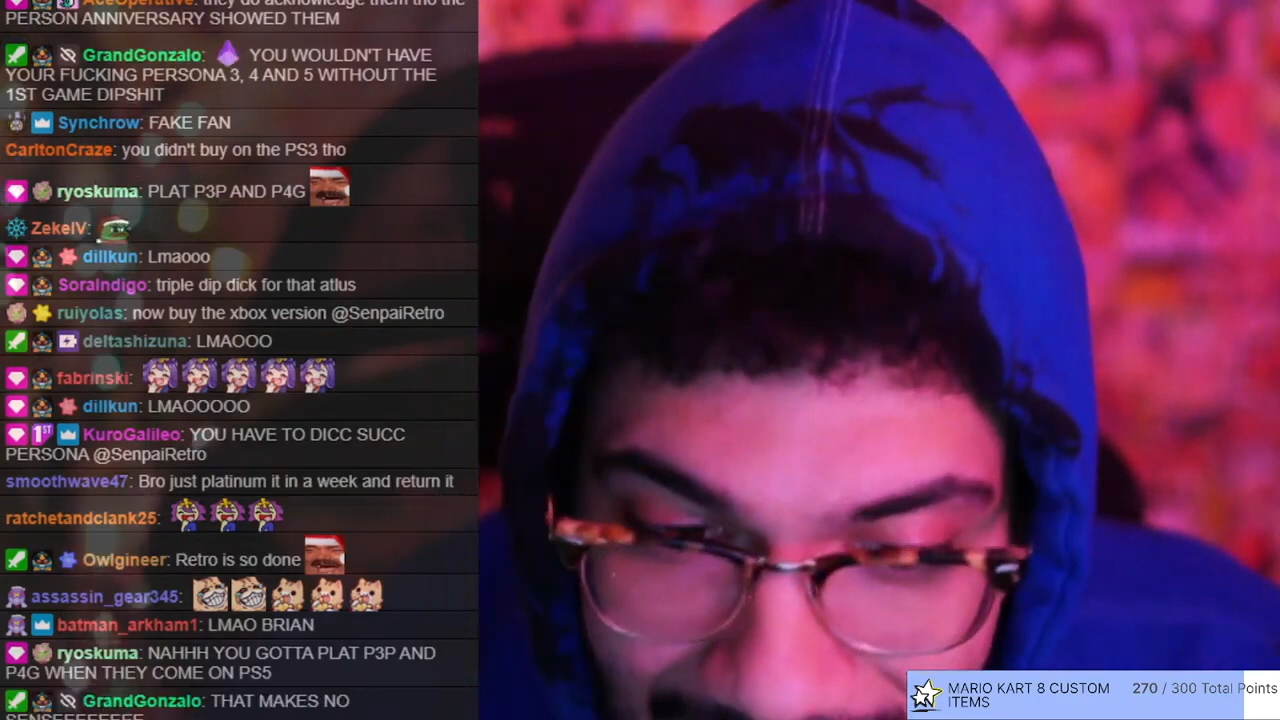 AceOperative: they do acknowledge them tho the
PERSON ANNIVERSARY SHOWED THEM
GrandGonzalo: YOU WOULDN'T HAVE
YOUR FUCKING PERSONA 3, 4 AND 5 WITHOUT THE
1ST GAME DIPSHIT
Synchrow: FAKE FAN
CarltonCraze: you didn't buy on the PS3 tho
ryoskuma: PLAT P3P AND P4G
ZekeIV:
dillkun: Lmaooo
SoraIndigo: triple dip dick for that atlus
ruiyolas: now buy the xbox version @SenpaiRetro
deltashizuna: LMAOOO
fabrinski:
dillkun: LMAOOOOO
1ST KuroGalileo: YOU HAVE TO DICC SUCC
PERSONA @SenpaiRetro
smoothwave47: Bro just platinum it in a week and return it
ratchetandclank25:
Owlgineer: Retro is so done
assassin_gear345:
batman_arkham1: LMAO BRIAN
ryoskuma: NAHHH YOU GOTTA PLAT P3P AND
P4G WHEN THEY COME ON PS5
GrandGonzalo: THAT MAKES NO
MARIO KART 8 CUSTOM
ITEMS
270 / 300 Total Points